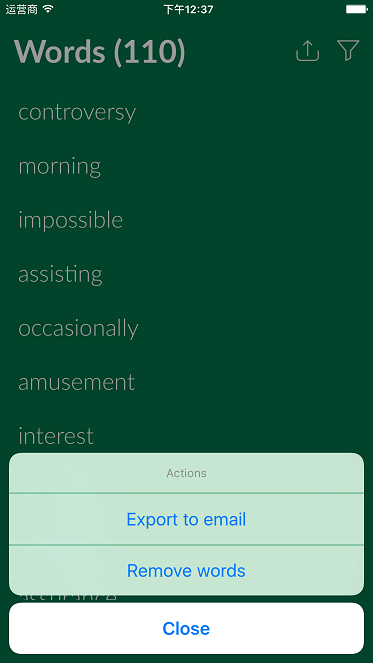 运营商 下午12:37
Words (110)
controversy
morning
impossible
assisting
occasionally
amusement
interest
Actions
Export to email
Remove words
assurance
Close